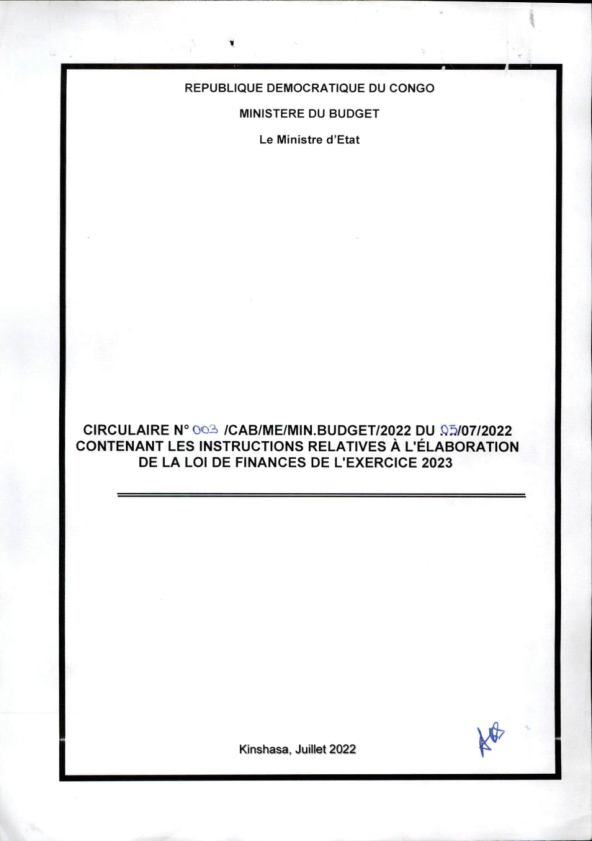 REPUBLIQUE DEMOCRATIQUE DU CONGO
MINISTERE DU BUDGET
Le Ministre d'Etat
CIRCULAIRE N° 003 /CAB/ME/MIN.BUDGET/2022 DU 05/07/2022
CONTENANT LES INSTRUCTIONS RELATIVES À L'ÉLABORATION
DE LA LOI DE FINANCES DE L'EXERCICE 2023
Kinshasa, Juillet 2022